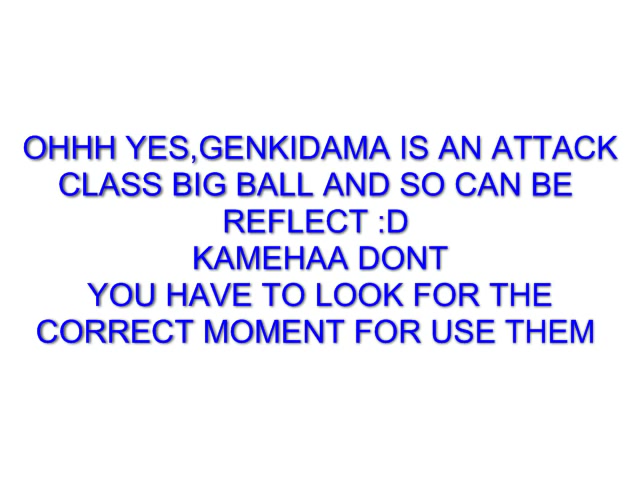 OHHH YES,GENKIDAMA IS AN ATTACK
CLASS BIG BALL AND SO CAN BE
REFLECT :D
KAMEHAA DONT
YOU HAVE TO LOOK FOR THE
CORRECT MOMENT FOR USE THEM